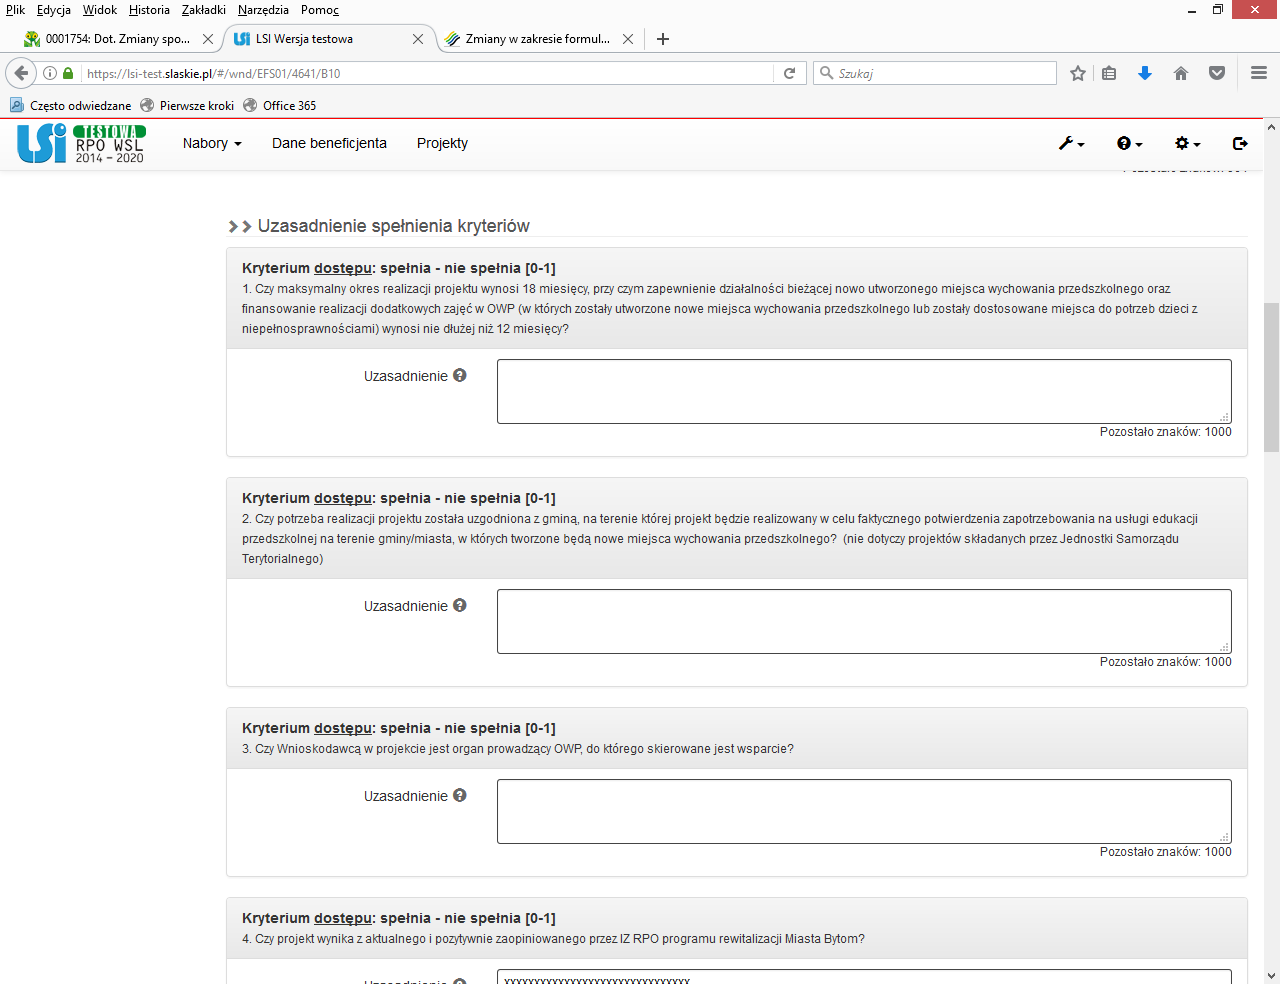 Plik Edycja Widok Historia Zakładki Narzędzia Pomoc
0001754: Dot. Zmiany spo...
LSI Wersja testowa
Zmiany w zakresie formul...
https://lsi-test.slaskie.pl/#/wnd/EFS01/4641/B10
Szukaj
Często odwiedzane Pierwsze kroki Office 365
LSi TESTOWA
RPO WSL
2014 – 2020
Nabory Dane beneficjenta Projekty
Uzasadnienie spełnienia kryteriów
Kryterium dostępu: spełnia - nie spełnia [0-1]
1. Czy maksymalny okres realizacji projektu wynosi 18 miesięcy, przy czym zapewnienie działalności bieżącej nowo utworzonego miejsca wychowania przedszkolnego oraz
finansowanie realizacji dodatkowych zajęć w OWP (w których zostały utworzone nowe miejsca wychowania przedszkolnego lub zostały dostosowane miejsca do potrzeb dzieci z
niepełnosprawnościami) wynosi nie dłużej niż 12 miesięcy?
Uzasadnienie
Pozostało znaków: 1000
Kryterium dostępu: spełnia - nie spełnia [0-1]
2. Czy potrzeba realizacji projektu została uzgodniona z gminą, na terenie której projekt będzie realizowany w celu faktycznego potwierdzenia zapotrzebowania na usługi edukacji
przedszkolnej na terenie gminy/miasta, w których tworzone będą nowe miejsca wychowania przedszkolnego? (nie dotyczy projektów składanych przez Jednostki Samorządu
Terytorialnego)
Uzasadnienie
Pozostało znaków: 1000
Kryterium dostępu: spełnia - nie spełnia [0-1]
3. Czy Wnioskodawcą w projekcie jest organ prowadzący OWP, do którego skierowane jest wsparcie?
Uzasadnienie
Pozostało znaków: 1000
Kryterium dostępu: spełnia - nie spełnia [0-1]
4. Czy projekt wynika z aktualnego i pozytywnie zaopiniowanego przez IZ RPO programu rewitalizacji Miasta Bytom?
Uzasadnienie